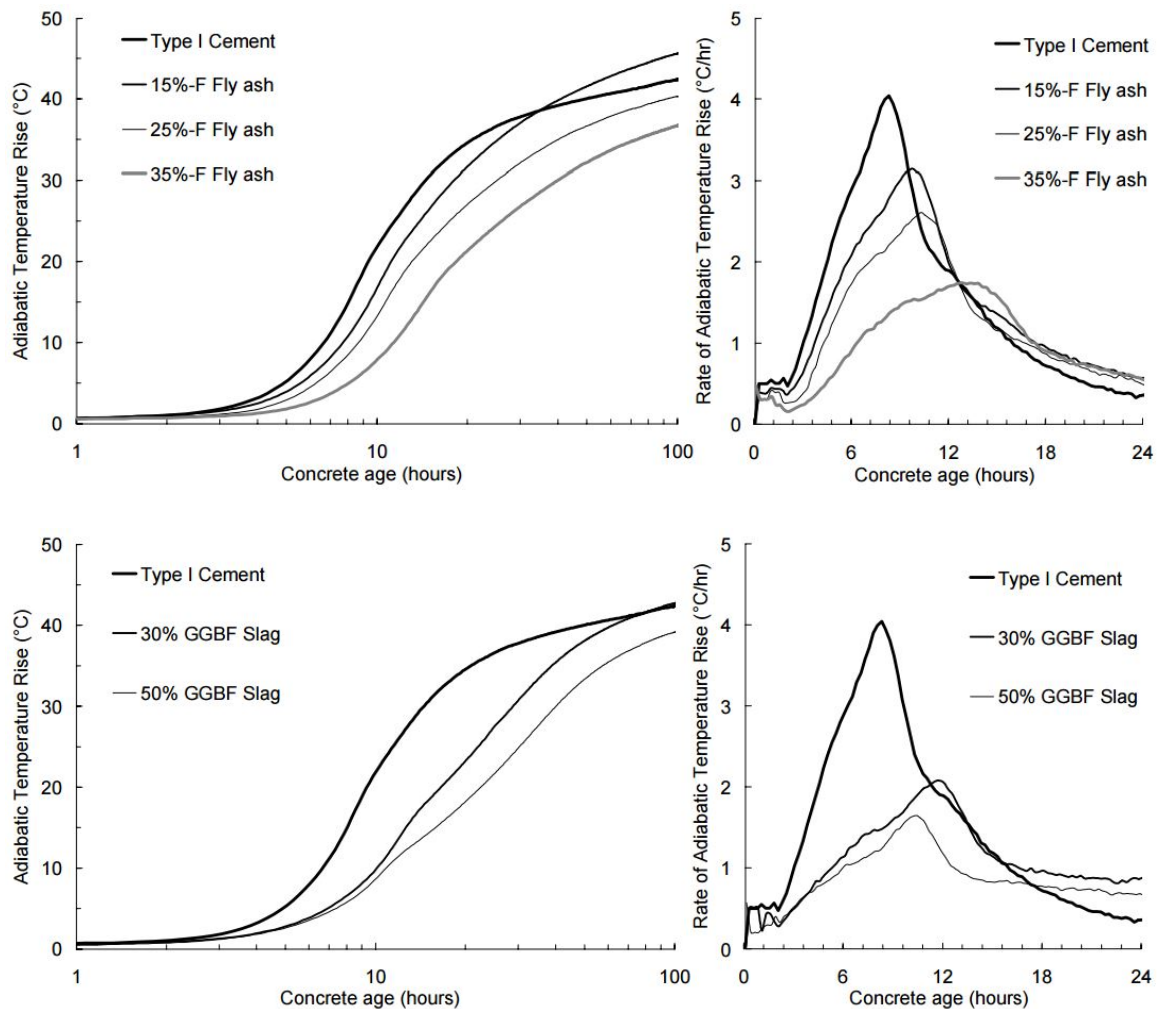 Adiabatic Temperature Rise (°C)
50
40
30
20
10
0
Type I Cement
15%-F Fly ash
25%-F Fly ash
35%-F Fly ash
1
10
100
Concrete age (hours)
Rate of Adiabatic Temperature Rise (°C/hr)
5
4
3
2
1
0
Type I Cement
15%-F Fly ash
25%-F Fly ash
35%-F Fly ash
0
6
12
18
24
Concrete age (hours)
Adiabatic Temperature Rise (°C)
50
40
30
20
10
0
Type I Cement
30% GGBF Slag
50% GGBF Slag
1
10
100
Concrete age (hours)
Rate of Adiabatic Temperature Rise (°C/hr)
5
4
3
2
1
0
Type I Cement
30% GGBF Slag
50% GGBF Slag
0
6
12
18
24
Concrete age (hours)